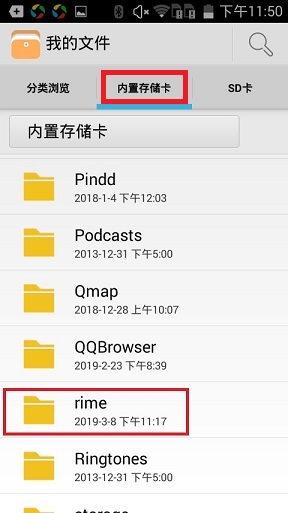 下午11:50
我的文件
分类浏览 内置存储卡 SD卡
内置存储卡
Pindd
2018-1-4 下午12:03
Podcasts
2013-12-31 下午5:00
Qmap
2018-12-28 上午10:07
QQBrowser
2019-2-23 下午8:39
rime
2019-3-8 下午11:17
Ringtones
2013-12-31 下午5:00